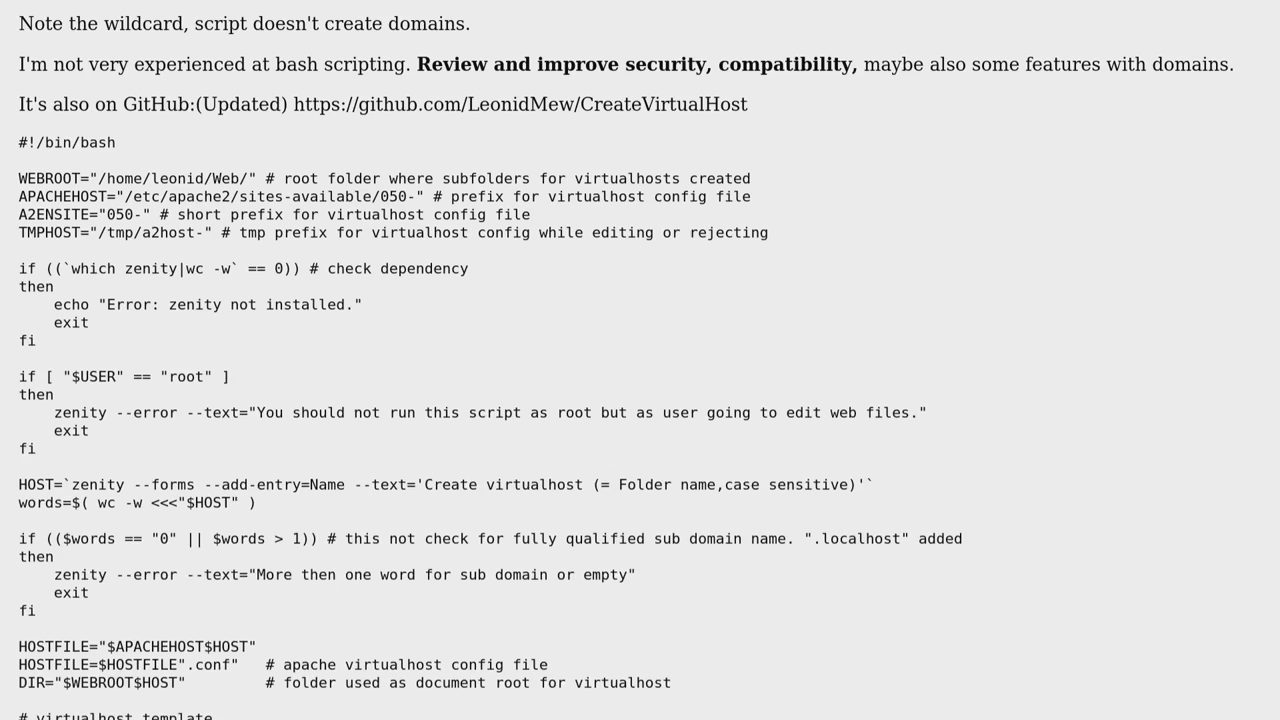 Note the wildcard, script doesn't create domains.
I'm not very experienced at bash scripting. Review and improve security, compatibility, maybe also some features with domains.
It's also on GitHub:(Updated) https://github.com/LeonidMew/CreateVirtualHost
#!/bin/bash
WEBROOT="/home/leonid/Web/" # root folder where subfolders for virtualhosts created
APACHEHOST="/etc/apache2/sites-available/050-" # prefix for virtualhost config file
A2ENSITE="050-" # short prefix for virtualhost config file
TMPHOST="/tmp/a2host-" # tmp prefix for virtualhost config while editing or rejecting
if ((`which zenity|wc -w` == 0)) # check dependency
then
    echo "Error: zenity not installed."
    exit
fi
if [ "$USER" == "root" ]
then
    zenity --error --text="You should not run this script as root but as user going to edit web files."
    exit
fi
HOST=`zenity --forms --add-entry=Name --text='Create virtualhost (= Folder name,case sensitive)'`
words=$( wc -w <<<"$HOST" )
if (($words == "0" || $words > 1)) # this not check for fully qualified sub domain name. ".localhost" added
then
    zenity --error --text="More then one word for sub domain or empty"
    exit
fi
HOSTFILE="$APACHEHOST$HOST"
HOSTFILE=$HOSTFILE".conf"   # apache virtualhost config file
DIR="$WEBROOT$HOST"         # folder used as document root for virtualhost
# virtualhost template